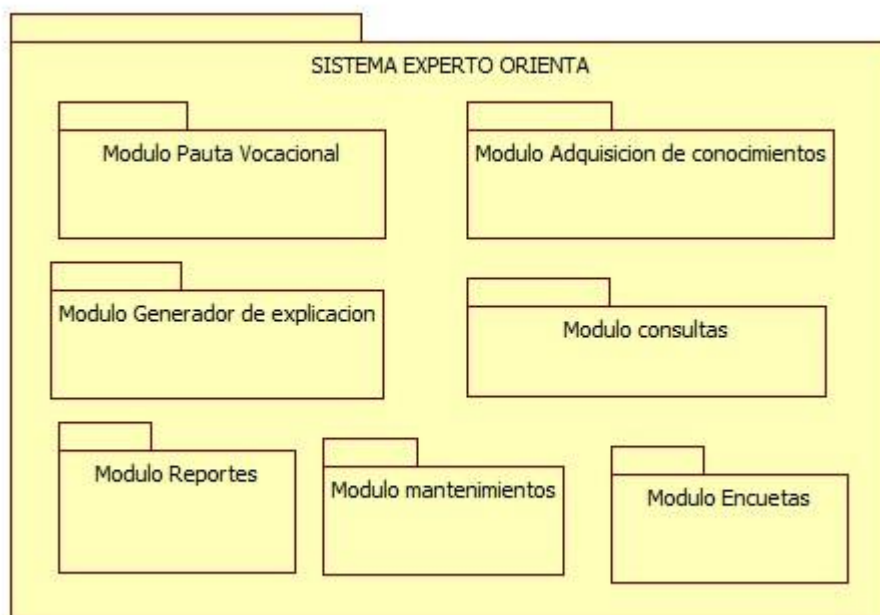 SISTEMA EXPERTO ORIENTA
Modulo Pauta Vocacional
Modulo Adquisicion de conocimientos
Modulo Generador de explicacion
Modulo consultas
Modulo Reportes
Modulo mantenimientos
Modulo Encuetas